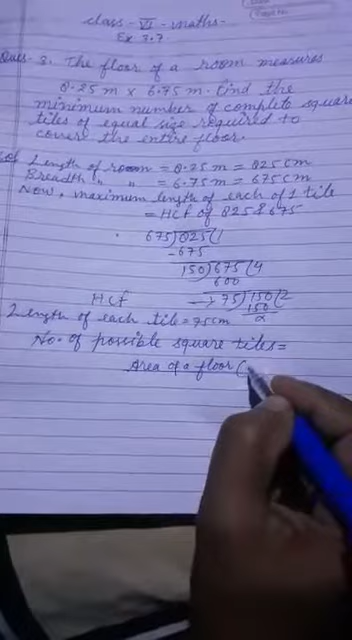 class - VI - maths -
Ex 3.7
Ques- 3. The floor of a room measures
8.25 m x 6.75 m. Find the
minimum number of complete square
tiles of equal size required to
cover the entire floor.
Sol Length of room = 8.25 m = 825 cm
Breadth " " = 6.75 m = 675 cm
Now, maximum length of each of 1 tile
= HCF of 825 & 675
675)825(1
-675
150)675(4
600
HCF → 75)150(2
150
x
Length of each tile = 75cm
No. of possible square tiles =
Area of a floor (